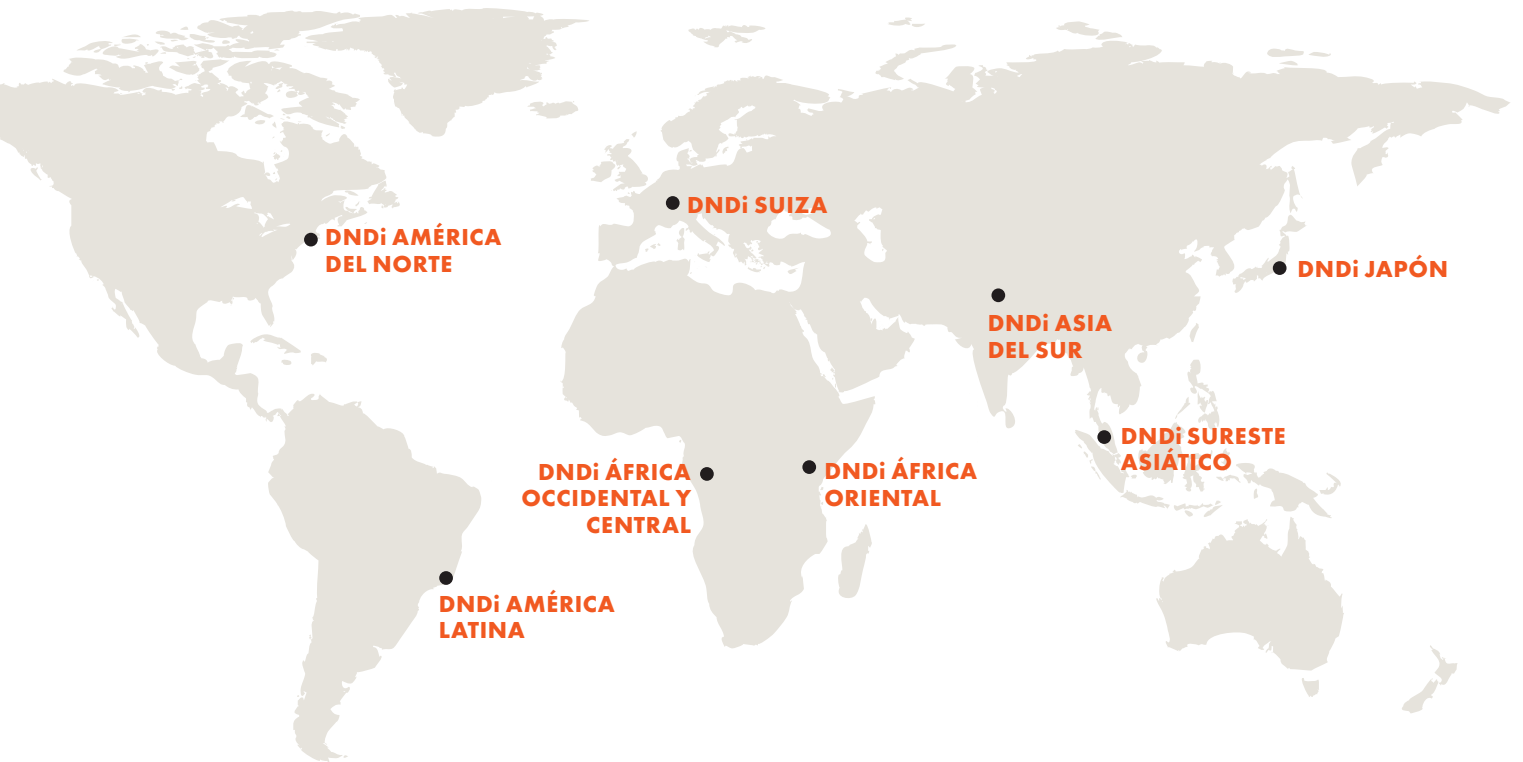 DNDi SUIZA
DNDi AMÉRICA
DEL NORTE
DNDi JAPÓN
DNDi ASIA
DEL SUR
DNDi SURESTE
ASIÁTICO
DNDi ÁFRICA
OCCIDENTAL Y
CENTRAL
DNDi ÁFRICA
ORIENTAL
DNDi AMÉRICA
LATINA